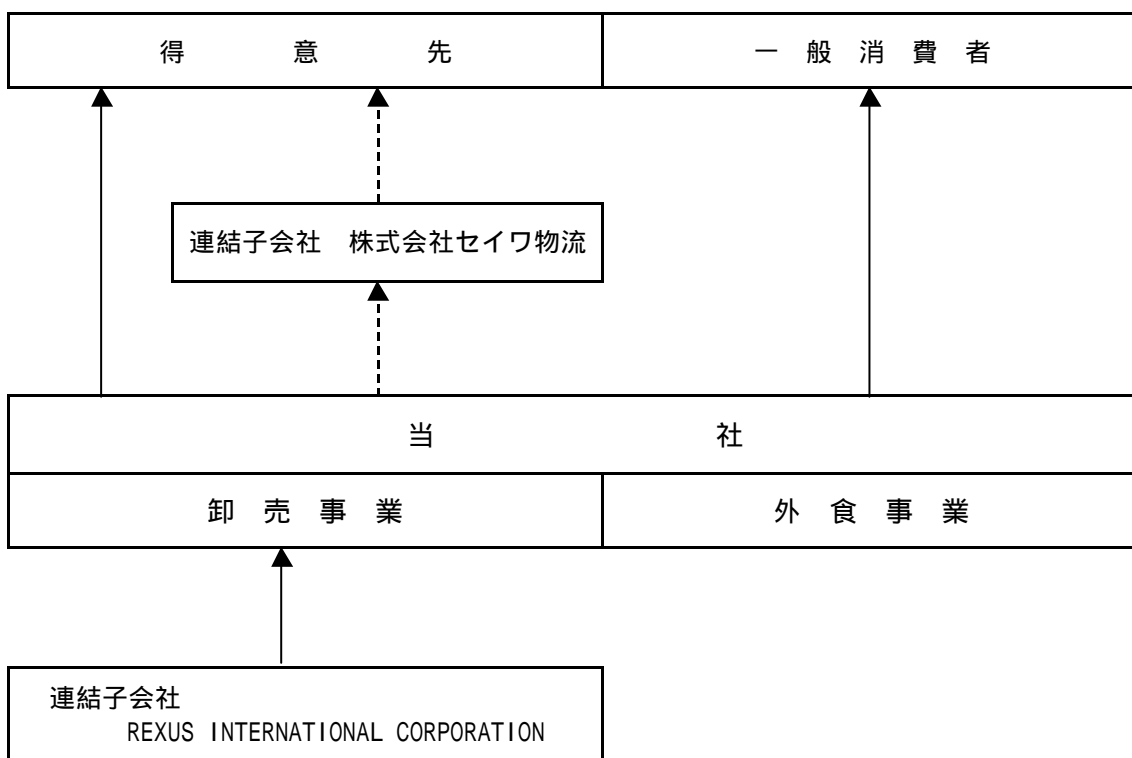 得意先
一般消費者
連結子会社　株式会社セイワ物流
当社
卸売事業
外食事業
連結子会社
REXUS INTERNATIONAL CORPORATION